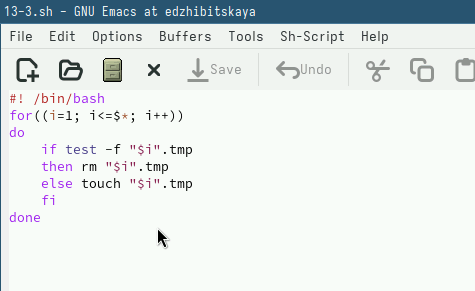 13-3.sh - GNU Emacs at edzhibitskaya
File Edit Options Buffers Tools Sh-Script Help
Save Undo
#! /bin/bash
for((i=1; i<=$*; i++))
do
    if test -f "$i".tmp
    then rm "$i".tmp
    else touch "$i".tmp
    fi
done